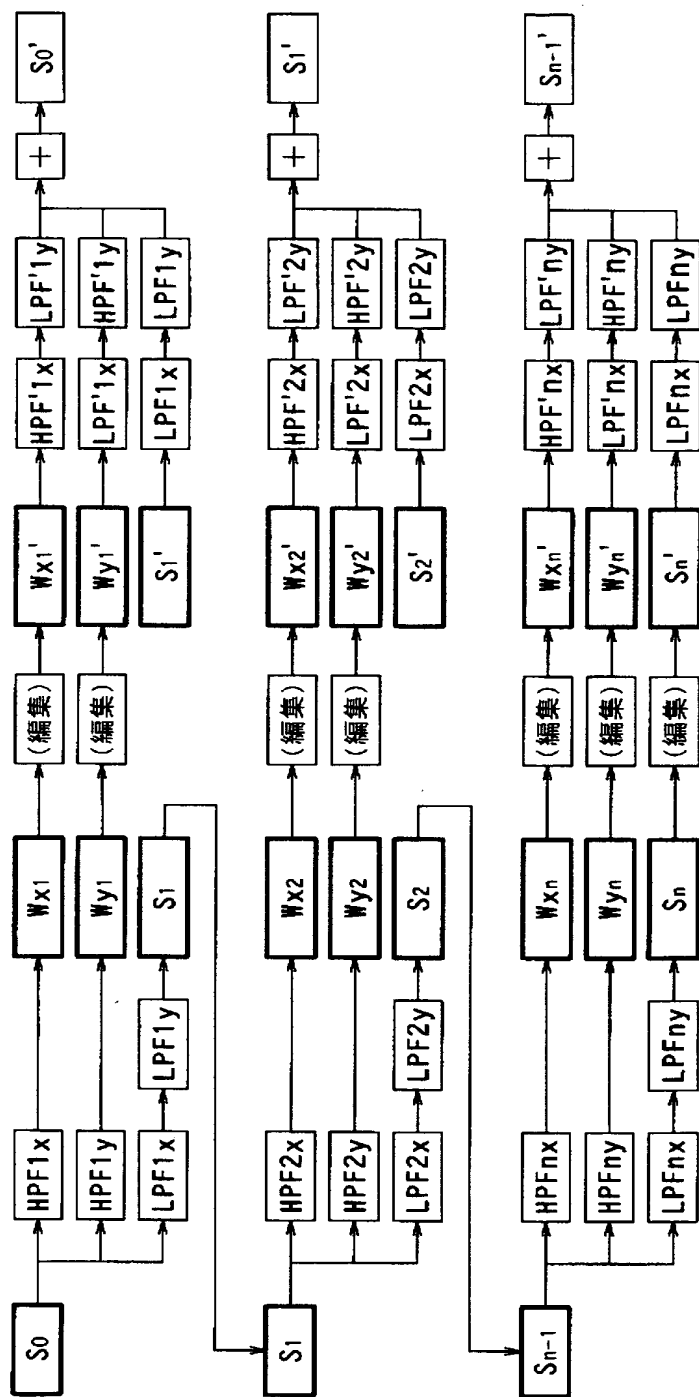 S0
HPF1x
HPF1y
LPF1x
LPF1y
Wx1
Wy1
S1
(編集)
(編集)
Wx1'
Wy1'
S1'
HPF'1x
LPF'1x
LPF1x
LPF'1y
HPF'1y
LPF1y
+
S0'
S1
HPF2x
HPF2y
LPF2x
LPF2y
Wx2
Wy2
S2
(編集)
(編集)
Wx2'
Wy2'
S2'
HPF'2x
LPF'2x
LPF2x
LPF'2y
HPF'2y
LPF2y
+
S1'
Sn-1
HPFnx
HPFny
LPFnx
LPFny
Wxn
Wyn
Sn
(編集)
(編集)
(編集)
Wxn'
Wyn'
Sn'
HPF'nx
LPF'nx
LPFnx
LPF'ny
HPF'ny
LPFny
+
Sn-1'